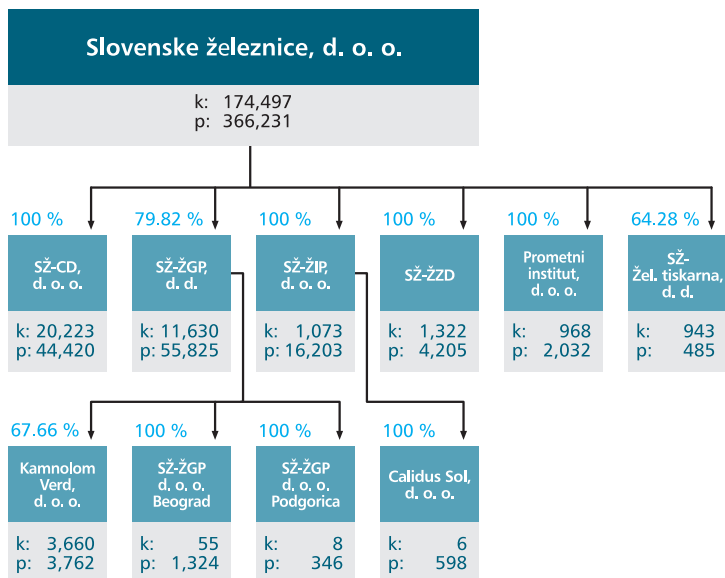 Slovenske železnice, d. o. o.
k: 174,497
p: 366,231
100 %
79.82 %
100 %
100 %
100 %
64.28 %
SŽ-CD,
d. o. o.
SŽ-ŽGP,
d. d.
SŽ-ŽIP,
d. o. o.
SŽ-ŽZD
Prometni
institut,
d. o. o.
SŽ-
Žel. tiskarna,
d. d.
k: 20,223
p: 44,420
k: 11,630
p: 55,825
k: 1,073
p: 16,203
k: 1,322
p: 4,205
k: 968
p: 2,032
k: 943
p: 485
67.66 %
100 %
100 %
100 %
Kamnolom
Verd,
d. o. o.
SŽ-ŽGP
d. o. o.
Beograd
SŽ-ŽGP
d. o. o.
Podgorica
Calidus Sol,
d. o. o.
k: 3,660
p: 3,762
k: 55
p: 1,324
k: 8
p: 346
k: 6
p: 598